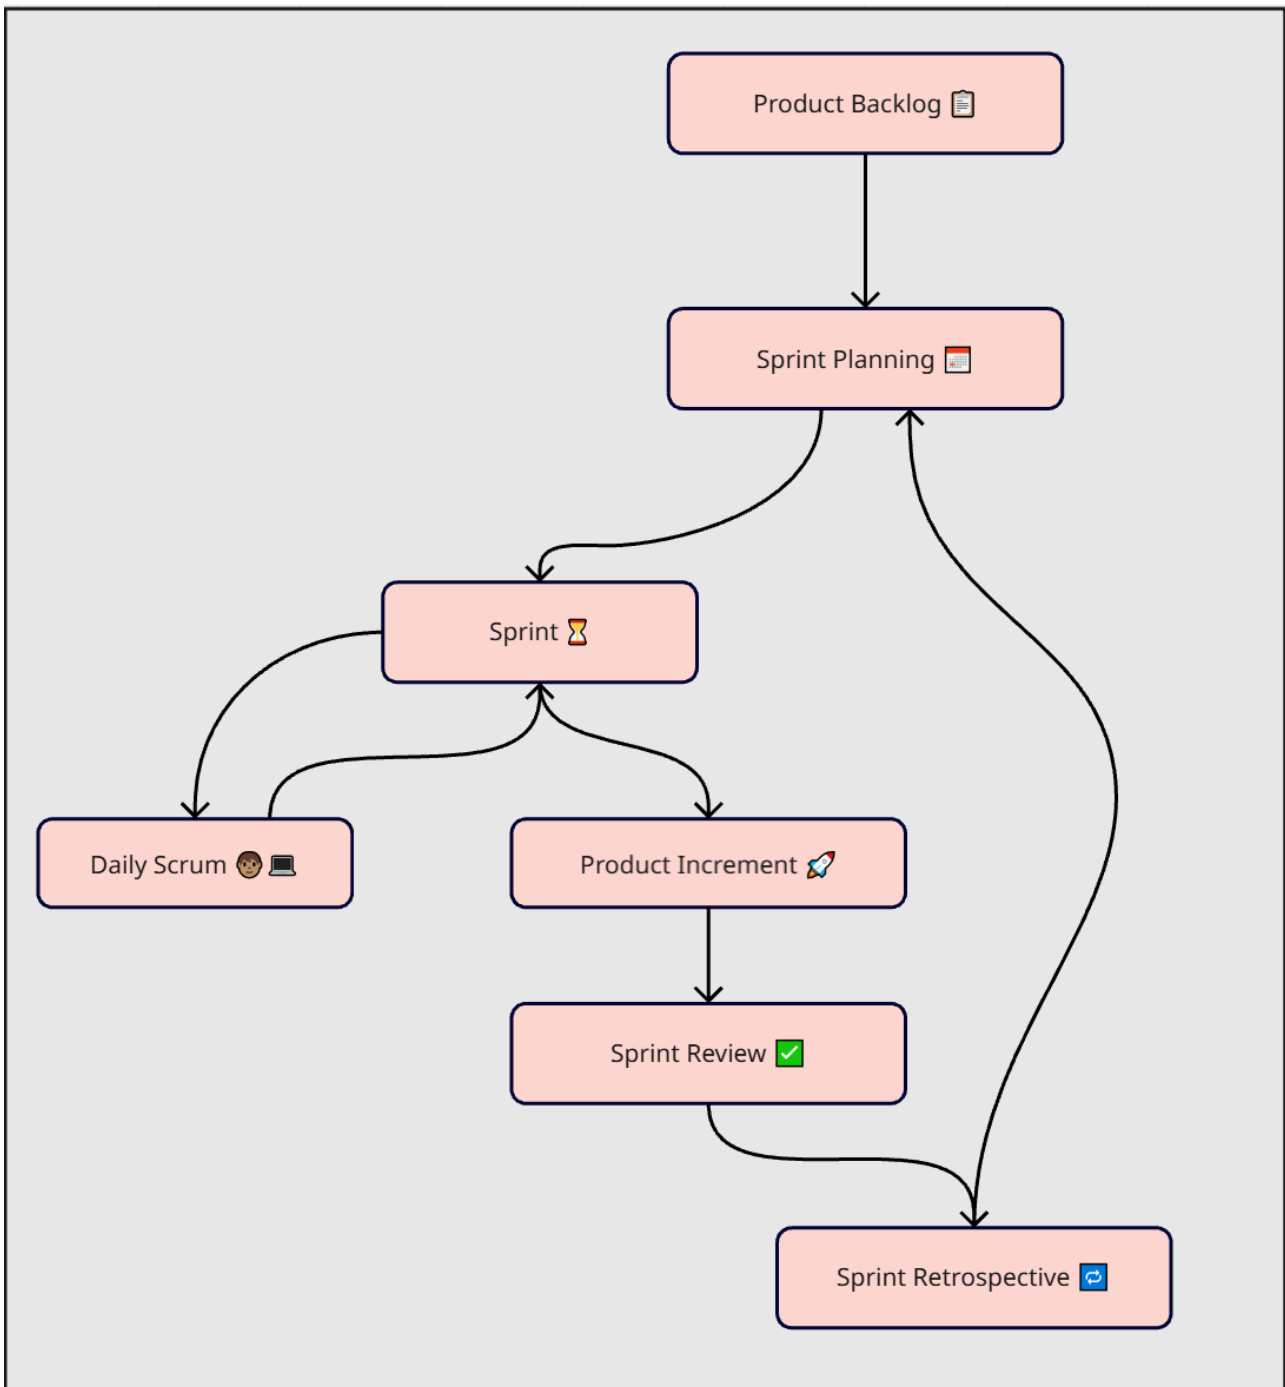 Product Backlog 📋
Sprint Planning 📅
Sprint ⏳
Daily Scrum 🧑🏽💻
Product Increment 🚀
Sprint Review ✅
Sprint Retrospective 🔁